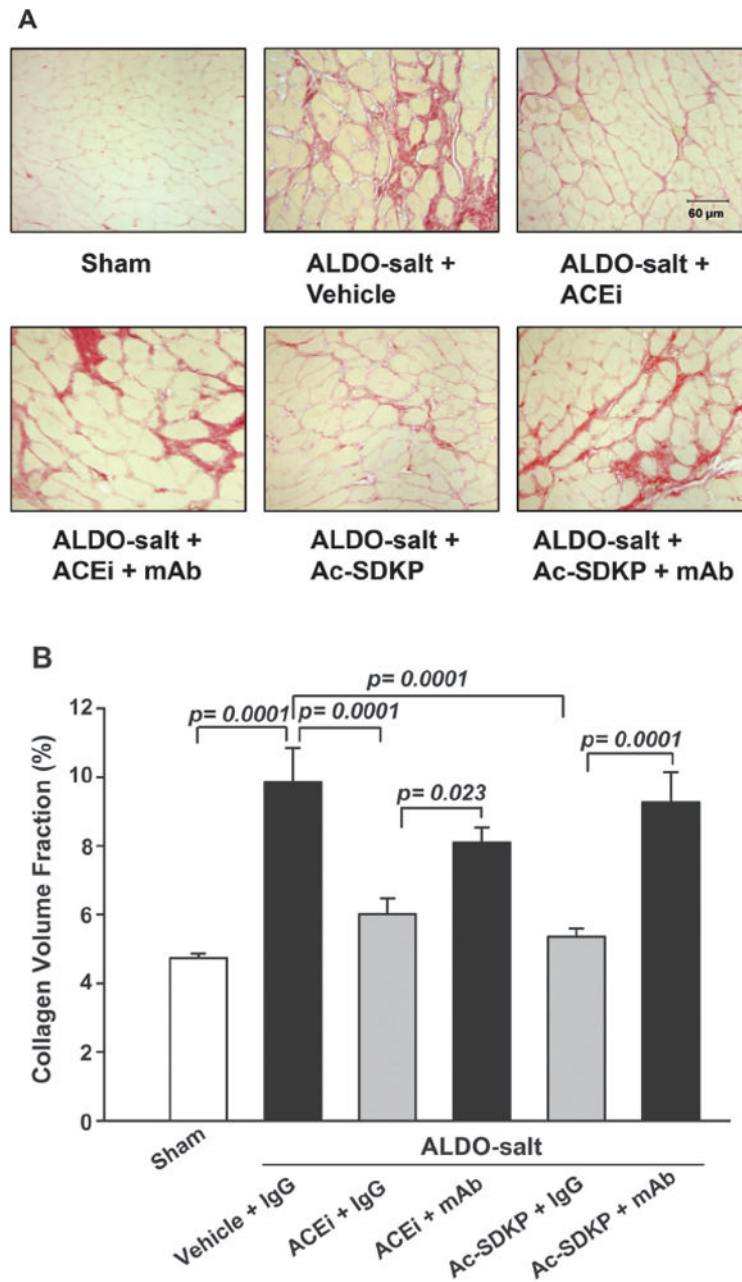 A
60 µm
Sham
ALDO-salt +
Vehicle
ALDO-salt +
ACEi
ALDO-salt +
ACEi + mAb
ALDO-salt +
Ac-SDKP
ALDO-salt +
Ac-SDKP + mAb
B
Collagen Volume Fraction (%)
12
10
8
6
4
2
0
p= 0.0001
p= 0.0001
p= 0.0001
p= 0.0001
p= 0.023
Sham
ALDO-salt
Vehicle + IgG
ACEi + IgG
ACEi + mAb
Ac-SDKP + IgG
Ac-SDKP + mAb